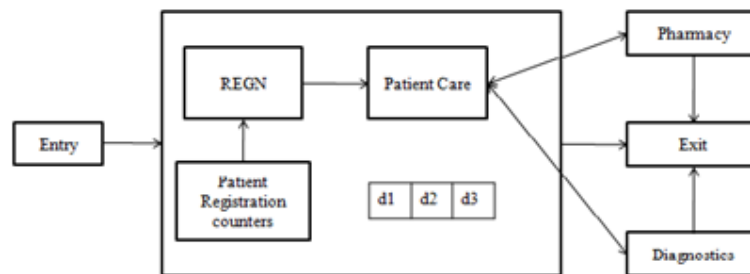 Entry
REGN
Patient
Registration
counters
Patient Care
d1 d2 d3
Pharmacy
Exit
Diagnostics